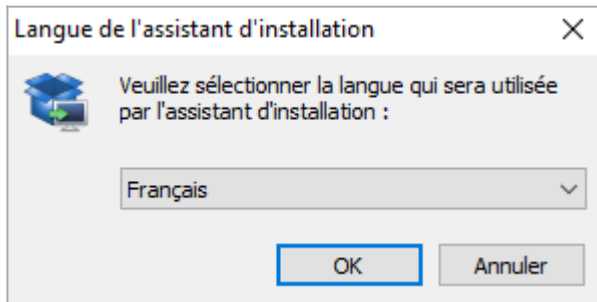 Langue de l'assistant d'installation
Veuillez sélectionner la langue qui sera utilisée
par l'assistant d'installation :
Français
OK
Annuler